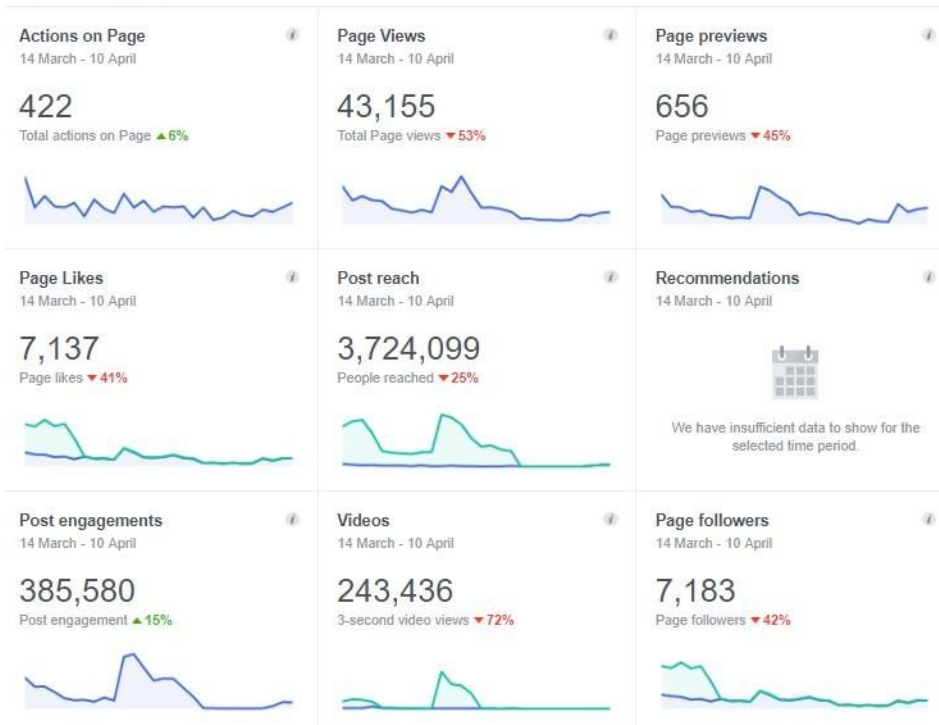 Actions on Page
14 March - 10 April
422
Total actions on Page ▲6%
Page Views
14 March - 10 April
43,155
Total Page views ▼53%
Page previews
14 March - 10 April
656
Page previews ▼45%
Page Likes
14 March - 10 April
7,137
Page likes ▼41%
Post reach
14 March - 10 April
3,724,099
People reached ▼25%
Recommendations
14 March - 10 April
We have insufficient data to show for the
selected time period.
Post engagements
14 March - 10 April
385,580
Post engagement ▲15%
Videos
14 March - 10 April
243,436
3-second video views ▼72%
Page followers
14 March - 10 April
7,183
Page followers ▼42%